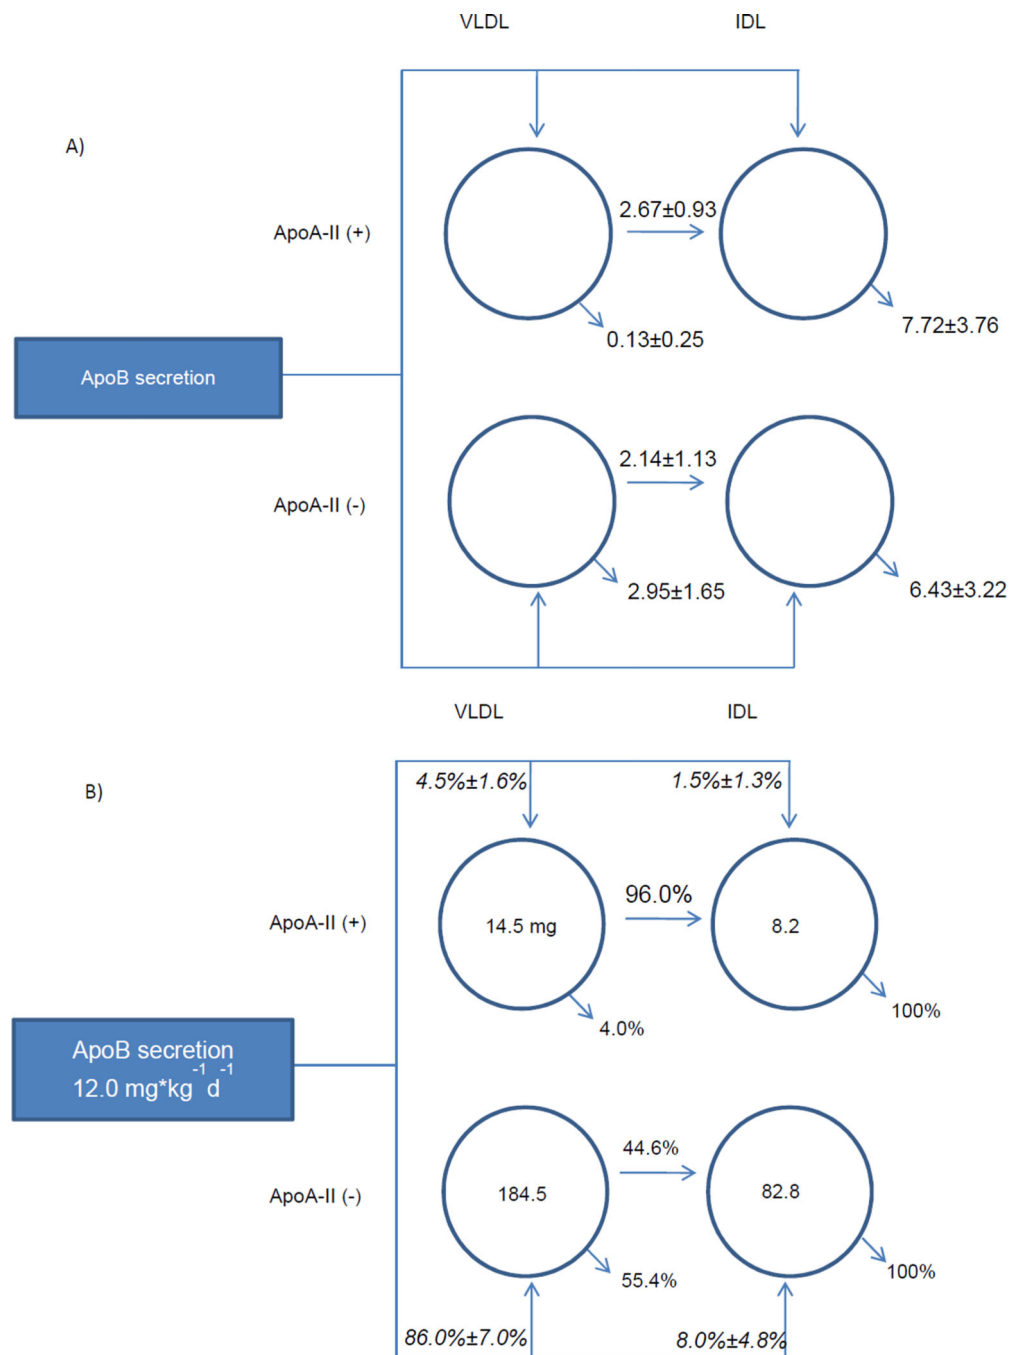 VLDL IDL
A)
ApoA-II (+)
2.67±0.93
0.13±0.25
7.72±3.76
ApoB secretion
ApoA-II (-)
2.14±1.13
2.95±1.65
6.43±3.22
VLDL IDL
B)
4.5%±1.6% 1.5%±1.3%
ApoA-II (+)
96.0%
14.5 mg 8.2
4.0%
100%
ApoB secretion
12.0 mg*kg⁻¹d⁻¹
ApoA-II (-)
44.6%
184.5 82.8
55.4%
100%
86.0%±7.0% 8.0%±4.8%